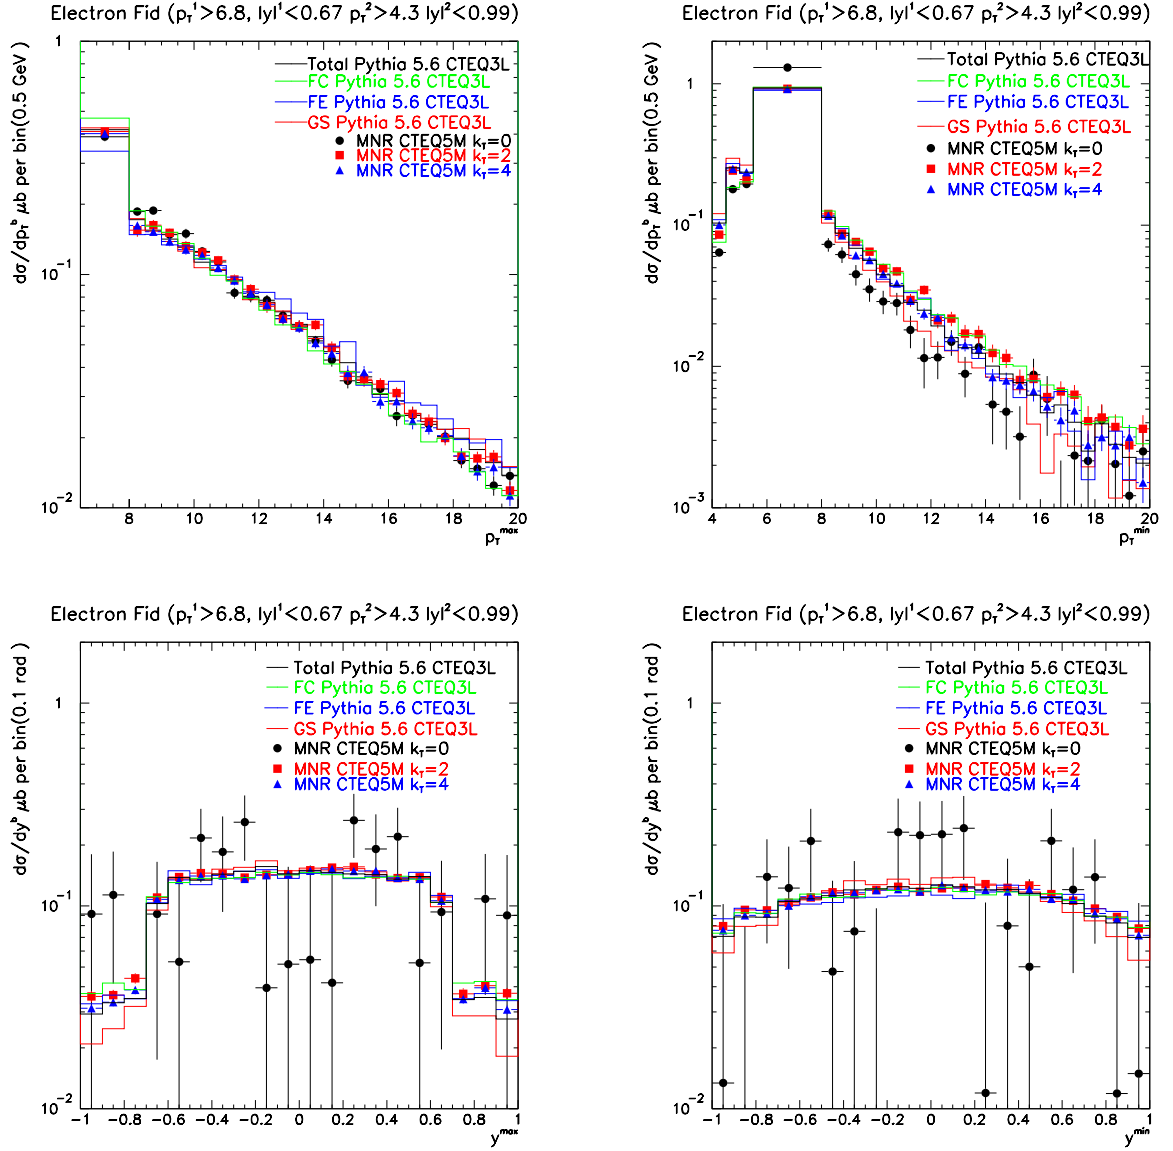 Electron Fid (p_T^1>6.8, |y|^1<0.67 p_T^2>4.3 |y|^2<0.99)
dσ/dp_T^b μb per bin(0.5 GeV)
1
10^-1
10^-2
Total Pythia 5.6 CTEQ3L
FC Pythia 5.6 CTEQ3L
FE Pythia 5.6 CTEQ3L
GS Pythia 5.6 CTEQ3L
MNR CTEQ5M k_T=0
MNR CTEQ5M k_T=2
MNR CTEQ5M k_T=4
8 10 12 14 16 18 20
p_T^max
Electron Fid (p_T^1>6.8, |y|^1<0.67 p_T^2>4.3 |y|^2<0.99)
dσ/dp_T^b μb per bin(0.5 GeV)
1
10^-1
10^-2
10^-3
Total Pythia 5.6 CTEQ3L
FC Pythia 5.6 CTEQ3L
FE Pythia 5.6 CTEQ3L
GS Pythia 5.6 CTEQ3L
MNR CTEQ5M k_T=0
MNR CTEQ5M k_T=2
MNR CTEQ5M k_T=4
4 6 8 10 12 14 16 18 20
p_T^min
Electron Fid (p_T^1>6.8, |y|^1<0.67 p_T^2>4.3 |y|^2<0.99)
dσ/dy^b μb per bin(0.1 rad)
1
10^-1
10^-2
Total Pythia 5.6 CTEQ3L
FC Pythia 5.6 CTEQ3L
FE Pythia 5.6 CTEQ3L
GS Pythia 5.6 CTEQ3L
MNR CTEQ5M k_T=0
MNR CTEQ5M k_T=2
MNR CTEQ5M k_T=4
-1 -0.8 -0.6 -0.4 -0.2 0 0.2 0.4 0.6 0.8 1
y^max
Electron Fid (p_T^1>6.8, |y|^1<0.67 p_T^2>4.3 |y|^2<0.99)
dσ/dy^b μb per bin(0.1 rad)
1
10^-1
10^-2
Total Pythia 5.6 CTEQ3L
FC Pythia 5.6 CTEQ3L
FE Pythia 5.6 CTEQ3L
GS Pythia 5.6 CTEQ3L
MNR CTEQ5M k_T=0
MNR CTEQ5M k_T=2
MNR CTEQ5M k_T=4
-1 -0.8 -0.6 -0.4 -0.2 0 0.2 0.4 0.6 0.8 1
y^min